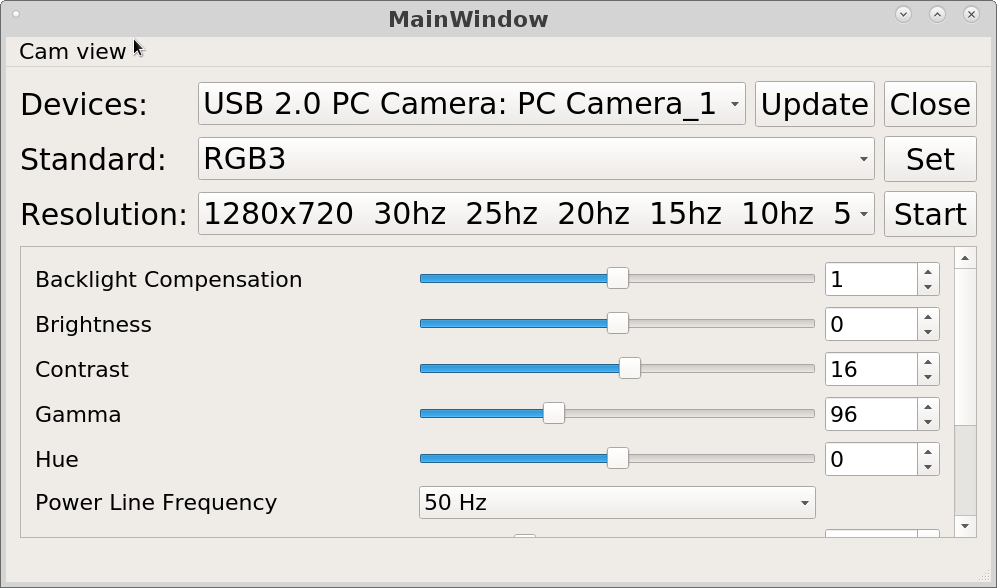 MainWindow
Cam view
Devices: USB 2.0 PC Camera: PC Camera_1 Update Close
Standard: RGB3 Set
Resolution: 1280x720 30hz 25hz 20hz 15hz 10hz 5 Start
Backlight Compensation 1
Brightness 0
Contrast 16
Gamma 96
Hue 0
Power Line Frequency 50 Hz